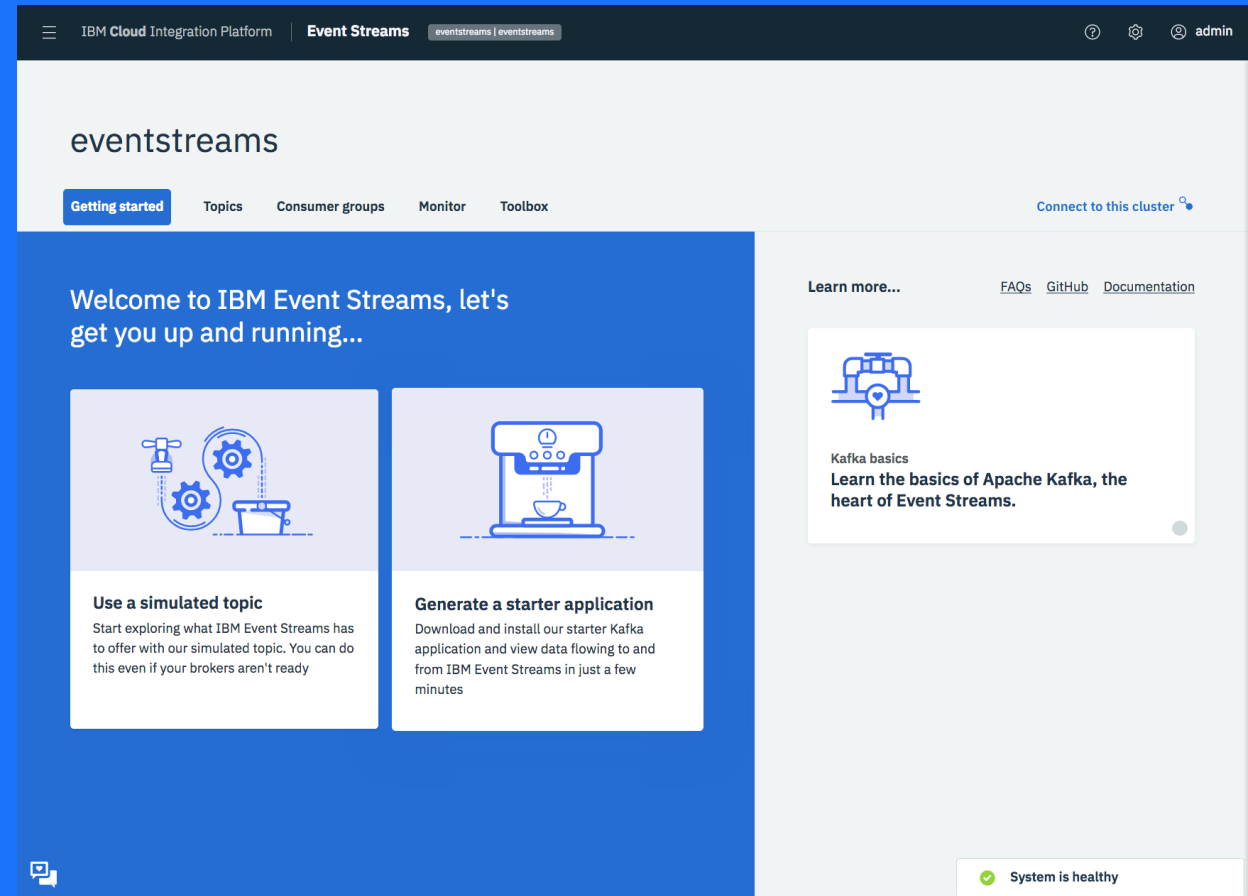 IBM Cloud Integration Platform
Event Streams
eventstreams | eventstreams
admin
eventstreams
Getting started
Topics
Consumer groups
Monitor
Toolbox
Connect to this cluster
Welcome to IBM Event Streams, let's
get you up and running...
Use a simulated topic
Start exploring what IBM Event Streams has
to offer with our simulated topic. You can do
this even if your brokers aren't ready
Generate a starter application
Download and install our starter Kafka
application and view data flowing to and
from IBM Event Streams in just a few
minutes
Learn more...
FAQs
GitHub
Documentation
Kafka basics
Learn the basics of Apache Kafka, the
heart of Event Streams.
System is healthy